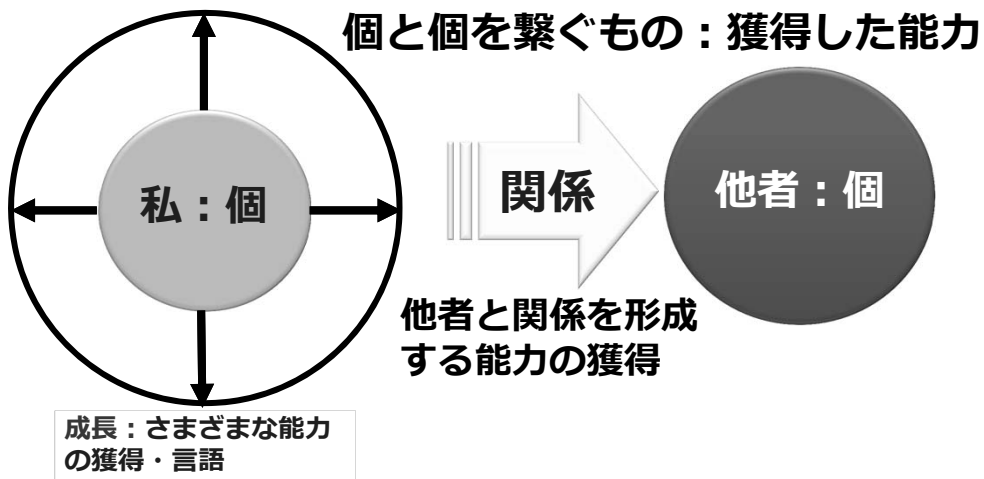 個と個を繋ぐもの：獲得した能力
私：個
関係
他者：個
他者と関係を形成
する能力の獲得
成長：さまざまな能力
の獲得・言語